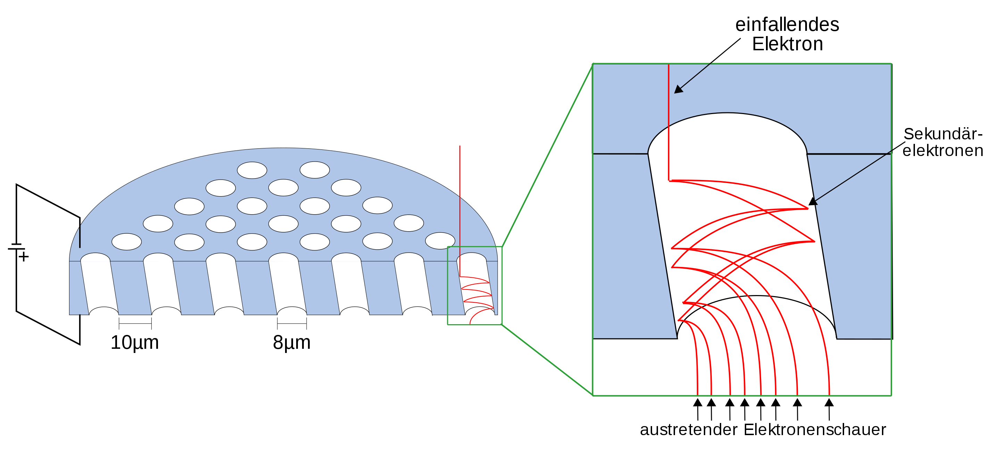 einfallendes
Elektron
Sekundär-
elektronen
+
10µm
8µm
austretender Elektronenschauer